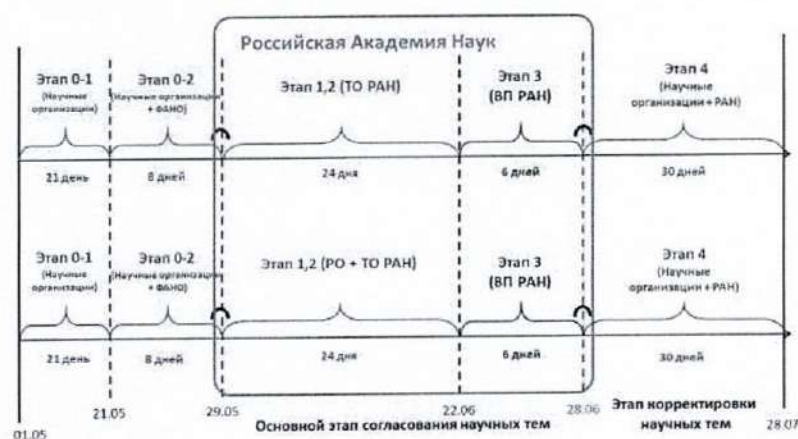 Российская Академия Наук
Этап 0-1
(Научные
организации)
Этап 0-2
(Научные организации
+ ФАНО)
Этап 1,2 (ТО РАН)
Этап 3
(ВП РАН)
Этап 4
(Научные
организации + РАН)
21 день
8 дней
24 дня
6 дней
30 дней
Этап 0-1
(Научные
организации)
Этап 0-2
(Научные организации
+ ФАНО)
Этап 1,2 (РО + ТО РАН)
Этап 3
(ВП РАН)
Этап 4
(Научные
организации + РАН)
21 день
8 дней
24 дня
6 дней
30 дней
01.05
21.05
29.05
Основной этап согласования научных тем
22.06
28.06
Этап корректировки
научных тем
28.07